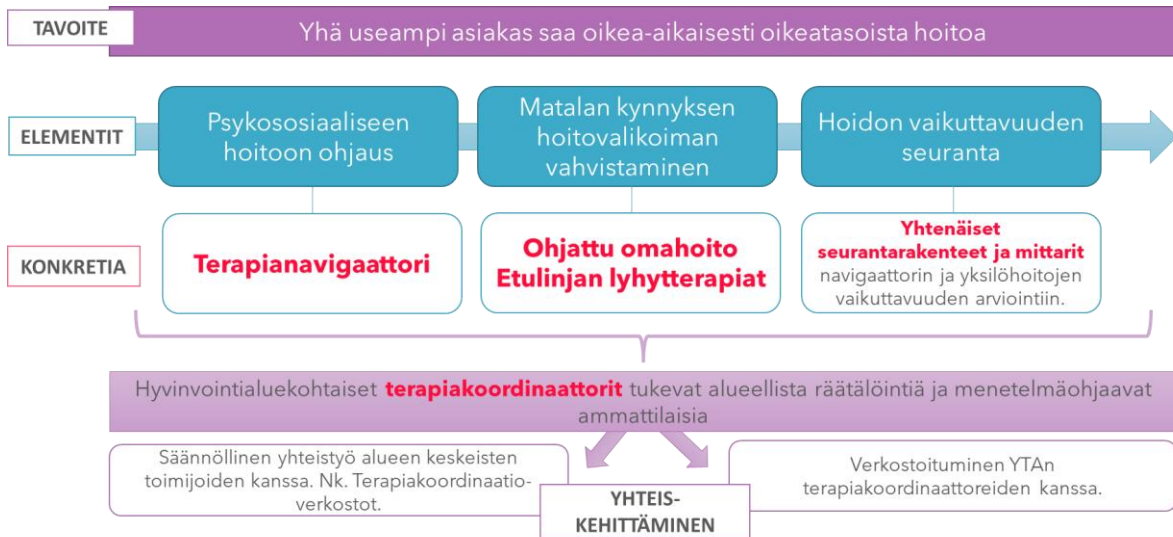 TAVOITE
Yhä useampi asiakas saa oikea-aikaisesti oikeatasoista hoitoa
ELEMENTIT
Psykososiaaliseen
hoitoon ohjaus
Matalan kynnyksen
hoitovalikoiman
vahvistaminen
Hoidon vaikuttavuuden
seuranta
KONKRETIA
Terapianavigaattori
Ohjattu omahoito
Etulinjan lyhytterapiat
Yhtenäiset
seurantarakenteet ja mittarit
navigaattorin ja yksilöhoitojen
vaikuttavuuden arviointiin.
Hyvinvointialuekohtaiset terapiakoordinaattorit tukevat alueellista räätälöintiä ja menetelmäohjaavat
ammattilaisia
Säännöllinen yhteistyö alueen keskeisten
toimijoiden kanssa. Nk. Terapiakoordinaatio-
verkostot.
YHTEIS-
KEHITTÄMINEN
Verkostoituminen YTAn
terapiakoordinaattoreiden kanssa.